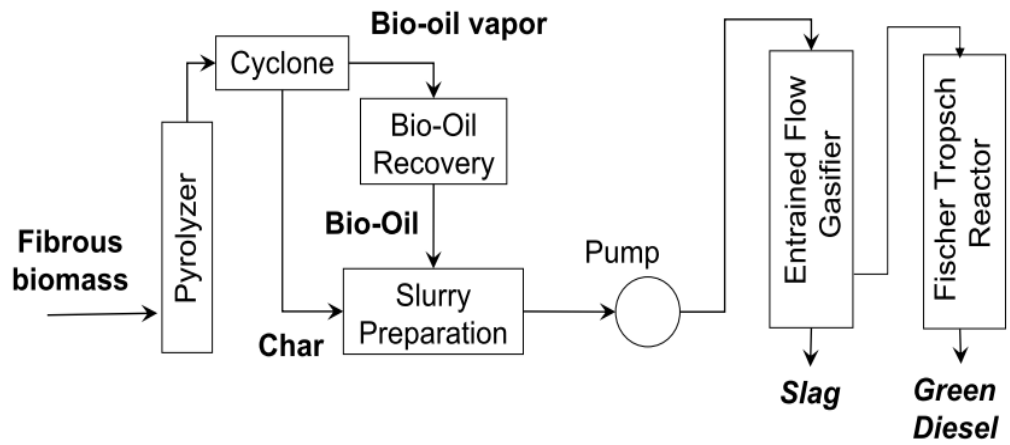 Bio-oil vapor
Cyclone
Bio-Oil
Recovery
Bio-Oil
Fibrous
biomass
Pyrolyzer
Char
Slurry
Preparation
Pump
Entrained Flow
Gasifier
Slag
Fischer Tropsch
Reactor
Green
Diesel